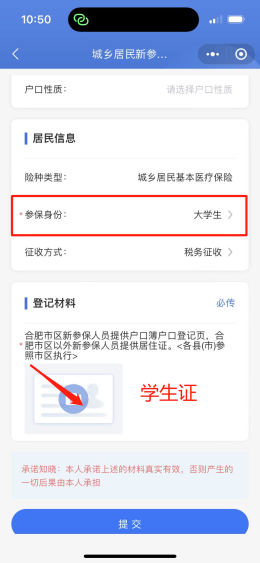 10:50
城乡居民新参...
户口性质：
请选择户口性质
居民信息
险种类型：
城乡居民基本医疗保险
*参保身份：
大学生
征收方式：
税务征收
登记材料
必传
合肥市区新参保人员提供户口簿户口登记页，合
*肥市区以外新参保人员提供居住证。<各县(市)参
照市区执行>
学生证
承诺知晓：本人承诺上述的材料真实有效，否则产生的
一切后果由本人承担
提交